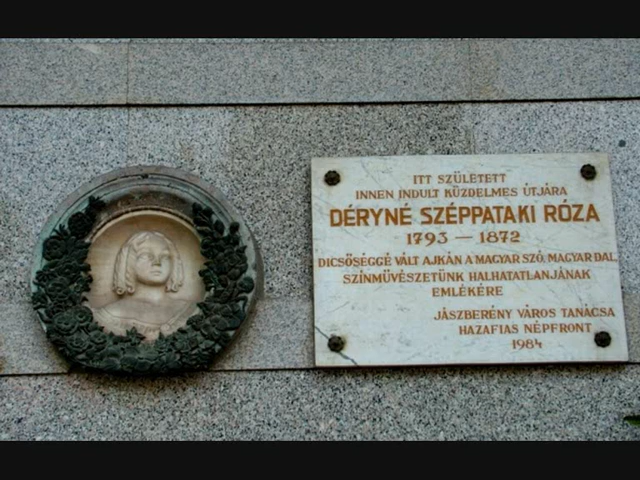 ITT SZÜLETETT
INNEN INDULT KÜZDELMES ÚTJÁRA
DÉRYNÉ SZÉPPATAKI RÓZA
1793 — 1872
DICSŐSÉGGÉ VÁLT AJKÁN A MAGYAR SZÓ, MAGYAR DAL,
SZÍNMŰVÉSZETÜNK HALHATATLANJÁNAK
EMLÉKÉRE
JÁSZBERÉNY VÁROS TANÁCSA
HAZAFIAS NÉPFRONT
1984